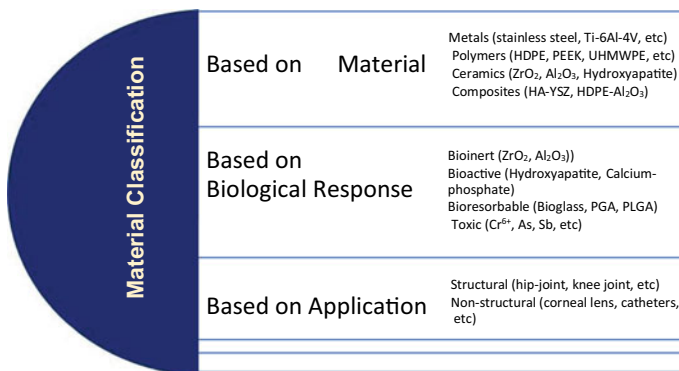 Material Classification
Based on Material
Metals (stainless steel, Ti-6Al-4V, etc)
Polymers (HDPE, PEEK, UHMWPE, etc)
Ceramics (ZrO₂, Al₂O₃, Hydroxyapatite)
Composites (HA-YSZ, HDPE-Al₂O₃)
Based on
Biological Response
Bioinert (ZrO₂, Al₂O₃))
Bioactive (Hydroxyapatite, Calcium-
phosphate)
Bioresorbable (Bioglass, PGA, PLGA)
Toxic (Cr⁶⁺, As, Sb, etc)
Based on Application
Structural (hip-joint, knee joint, etc)
Non-structural (corneal lens, catheters,
etc)